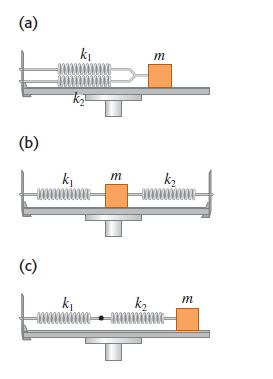 (a)
k₁
m
k₂
(b)
k₁ m k₂
(c)
k₁ k₂ m